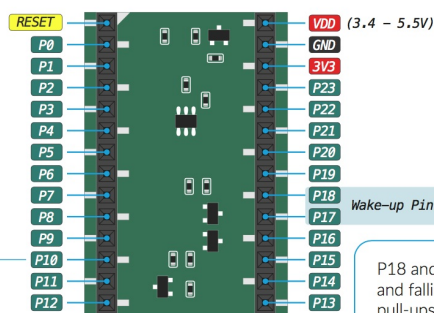 RESET VDD (3.4 - 5.5V)
P0 GND
P1 3V3
P2 P23
P3 P22
P4 P21
P5 P20
P6 P19
P7 P18
Wake-up Pin
P8 P17
P9 P16
P10 P15
P11 P14
P12 P13
P18 and
and falli
pull-ups